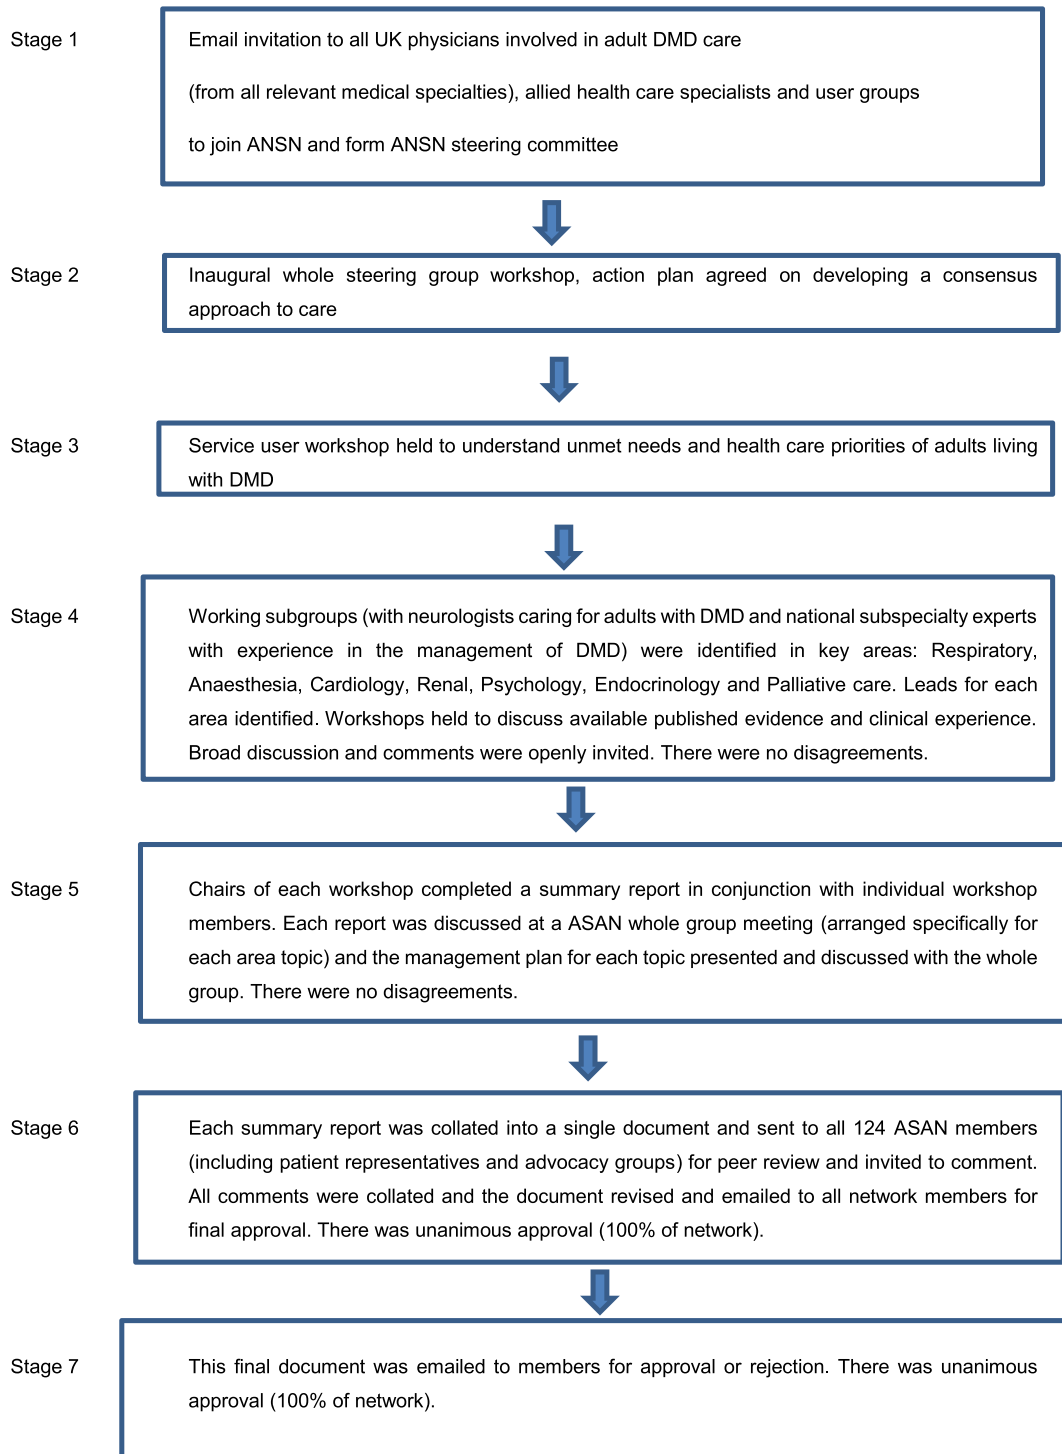 Stage 1
Email invitation to all UK physicians involved in adult DMD care
(from all relevant medical specialties), allied health care specialists and user groups
to join ANSN and form ANSN steering committee
Stage 2
Inaugural whole steering group workshop, action plan agreed on developing a consensus
approach to care
Stage 3
Service user workshop held to understand unmet needs and health care priorities of adults living
with DMD
Stage 4
Working subgroups (with neurologists caring for adults with DMD and national subspecialty experts
with experience in the management of DMD) were identified in key areas: Respiratory,
Anaesthesia, Cardiology, Renal, Psychology, Endocrinology and Palliative care. Leads for each
area identified. Workshops held to discuss available published evidence and clinical experience.
Broad discussion and comments were openly invited. There were no disagreements.
Stage 5
Chairs of each workshop completed a summary report in conjunction with individual workshop
members. Each report was discussed at a ASAN whole group meeting (arranged specifically for
each area topic) and the management plan for each topic presented and discussed with the whole
group. There were no disagreements.
Stage 6
Each summary report was collated into a single document and sent to all 124 ASAN members
(including patient representatives and advocacy groups) for peer review and invited to comment.
All comments were collated and the document revised and emailed to all network members for
final approval. There was unanimous approval (100% of network).
Stage 7
This final document was emailed to members for approval or rejection. There was unanimous
approval (100% of network).